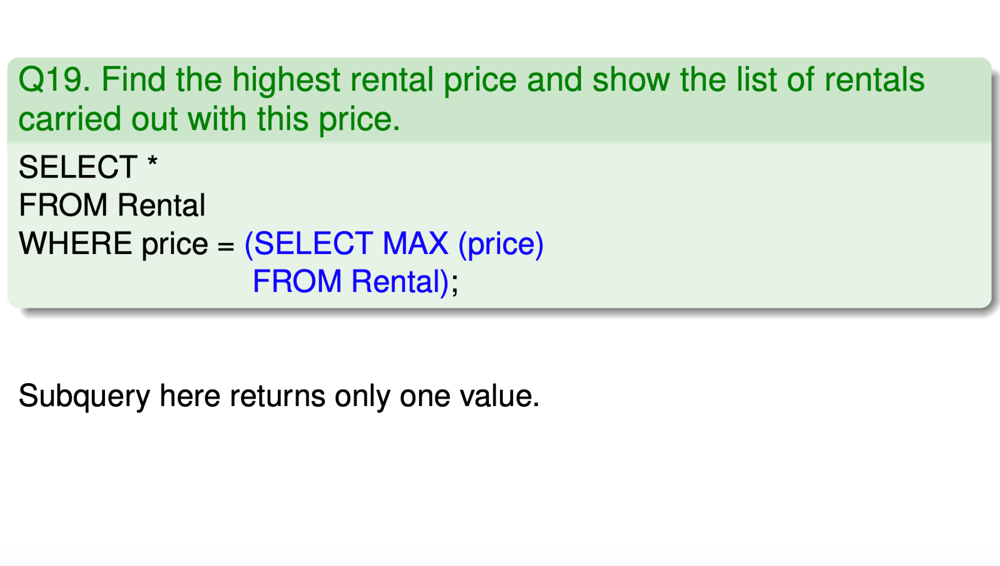 Q19. Find the highest rental price and show the list of rentals
carried out with this price.
SELECT *
FROM Rental
WHERE price = (SELECT MAX (price)
FROM Rental);
Subquery here returns only one value.